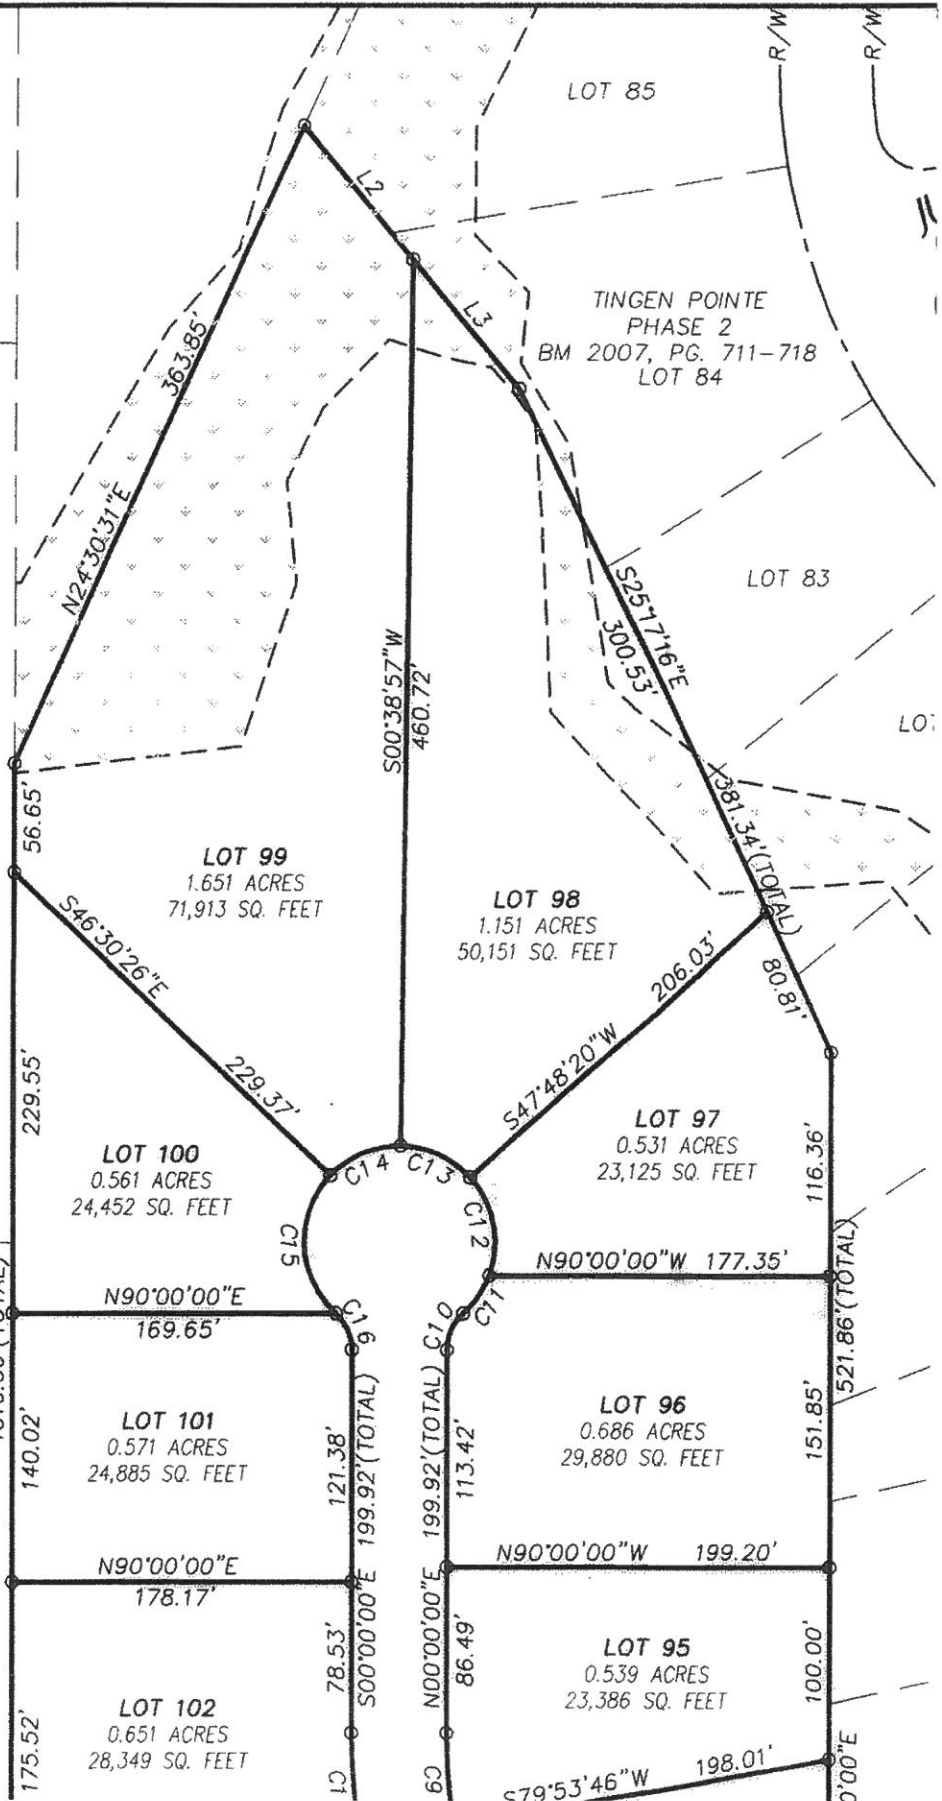 R/W
R/W
LOT 85
L2
L3
TINGEN POINTE
PHASE 2
BM 2007, PG. 711-718
LOT 84
363.85'
N24°30'31"E
LOT 83
S25°17'16"E
300.53'
S00°38'57"W
460.72'
381.34'(TOTAL)
56.65'
LOT 99
1.651 ACRES
71,913 SQ. FEET
LOT 98
1.151 ACRES
50,151 SQ. FEET
S46°30'26"E
229.37'
206.03'
S47°48'20"W
80.81'
229.55'
LOT 100
0.561 ACRES
24,452 SQ. FEET
LOT 97
0.531 ACRES
23,125 SQ. FEET
116.36'
C14
C13
C12
C15
C11
C10
C16
N90°00'00"W 177.35'
N90°00'00"E
169.65'
521.86'(TOTAL)
LOT 101
0.571 ACRES
24,885 SQ. FEET
140.02'
121.38'
199.92'(TOTAL)
199.92'(TOTAL)
113.42'
LOT 96
0.686 ACRES
29,880 SQ. FEET
151.85'
N90°00'00"E
178.17'
N90°00'00"W 199.20'
S00°00'00"E
N00°00'00"E
78.53'
86.49'
LOT 95
0.539 ACRES
23,386 SQ. FEET
100.00'
LOT 102
0.651 ACRES
28,349 SQ. FEET
175.52'
C1
C9
S79°53'46"W 198.01'